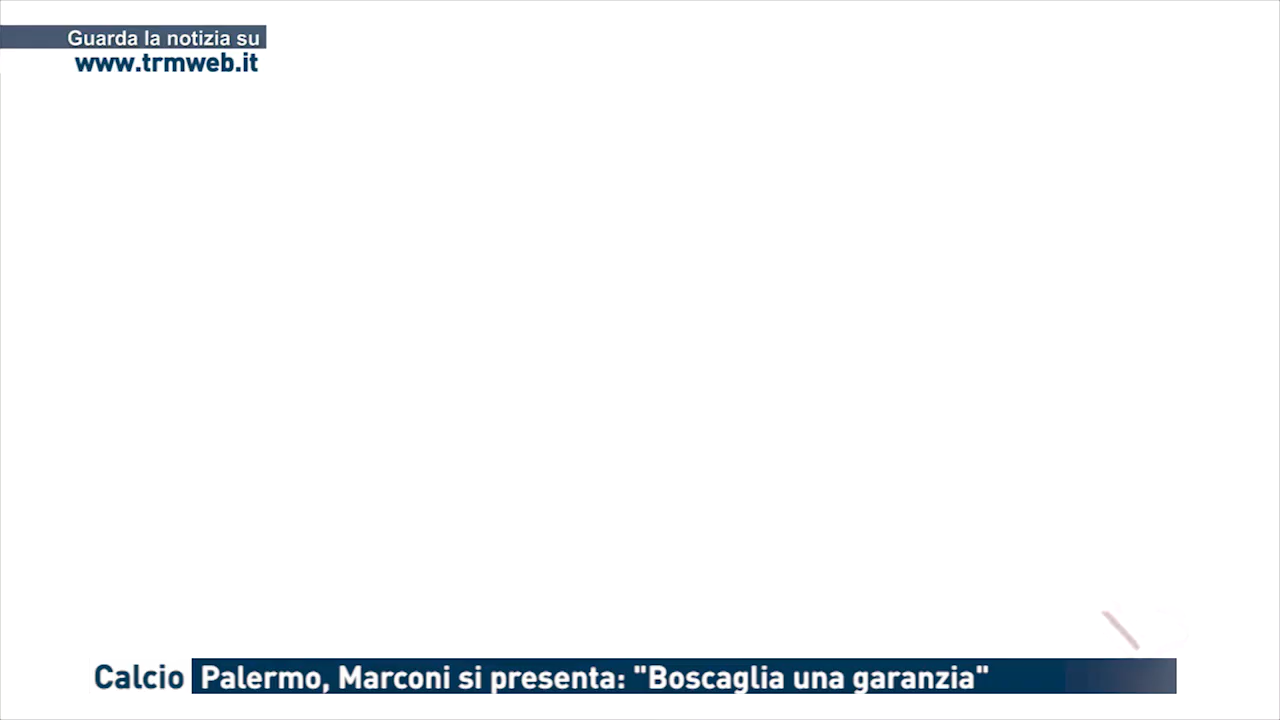 Guarda la notizia su
www.trmweb.it
Calcio Palermo, Marconi si presenta: "Boscaglia una garanzia"